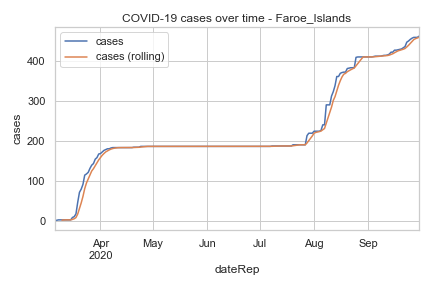 COVID-19 cases over time - Faroe_Islands
cases
cases (rolling)
400
300
200
100
0
cases
Apr
2020
May
Jun
Jul
Aug
Sep
dateRep